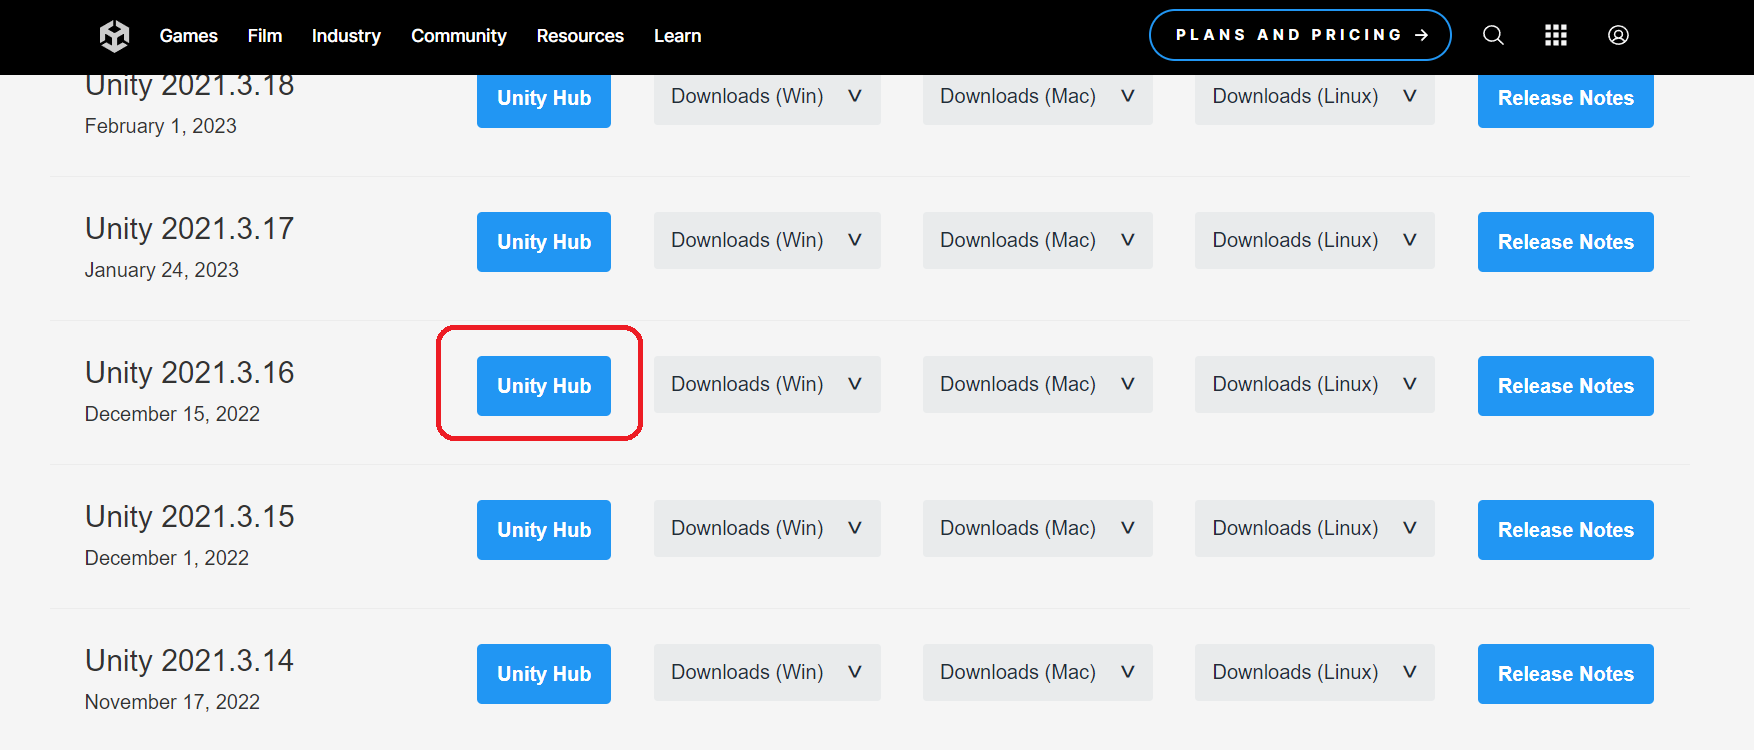 Games Film Industry Community Resources Learn PLANS AND PRICING →
Unity 2021.3.18 Unity Hub Downloads (Win) Downloads (Mac) Downloads (Linux) Release Notes
February 1, 2023
Unity 2021.3.17 Unity Hub Downloads (Win) Downloads (Mac) Downloads (Linux) Release Notes
January 24, 2023
Unity 2021.3.16 Unity Hub Downloads (Win) Downloads (Mac) Downloads (Linux) Release Notes
December 15, 2022
Unity 2021.3.15 Unity Hub Downloads (Win) Downloads (Mac) Downloads (Linux) Release Notes
December 1, 2022
Unity 2021.3.14 Unity Hub Downloads (Win) Downloads (Mac) Downloads (Linux) Release Notes
November 17, 2022